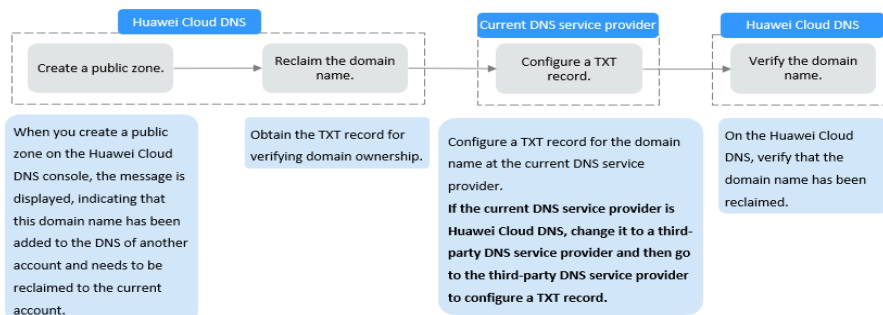 Huawei Cloud DNS
Current DNS service provider
Huawei Cloud DNS
Create a public zone.
Reclaim the domain
name.
Configure a TXT
record.
Verify the domain
name.
When you create a public
zone on the Huawei Cloud
DNS console, the message is
displayed, indicating that
this domain name has been
added to the DNS of another
account and needs to be
reclaimed to the current
account.
Obtain the TXT record for
verifying domain ownership.
Configure a TXT record for the domain
name at the current DNS service
provider.
If the current DNS service provider is
Huawei Cloud DNS, change it to a third-
party DNS service provider and then go
to the third-party DNS service provider
to configure a TXT record.
On the Huawei Cloud
DNS, verify that the
domain name has been
reclaimed.